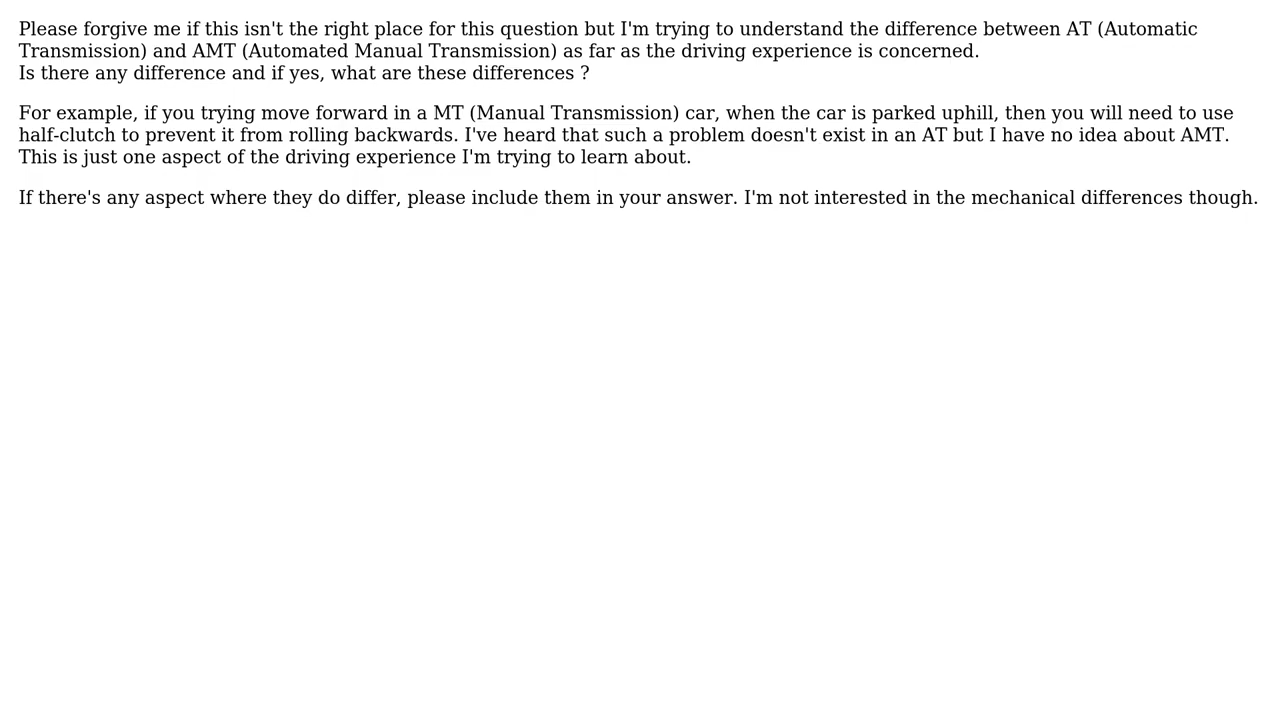 Please forgive me if this isn't the right place for this question but I'm trying to understand the difference between AT (Automatic
Transmission) and AMT (Automated Manual Transmission) as far as the driving experience is concerned.
Is there any difference and if yes, what are these differences ?
For example, if you trying move forward in a MT (Manual Transmission) car, when the car is parked uphill, then you will need to use
half-clutch to prevent it from rolling backwards. I've heard that such a problem doesn't exist in an AT but I have no idea about AMT.
This is just one aspect of the driving experience I'm trying to learn about.
If there's any aspect where they do differ, please include them in your answer. I'm not interested in the mechanical differences though.